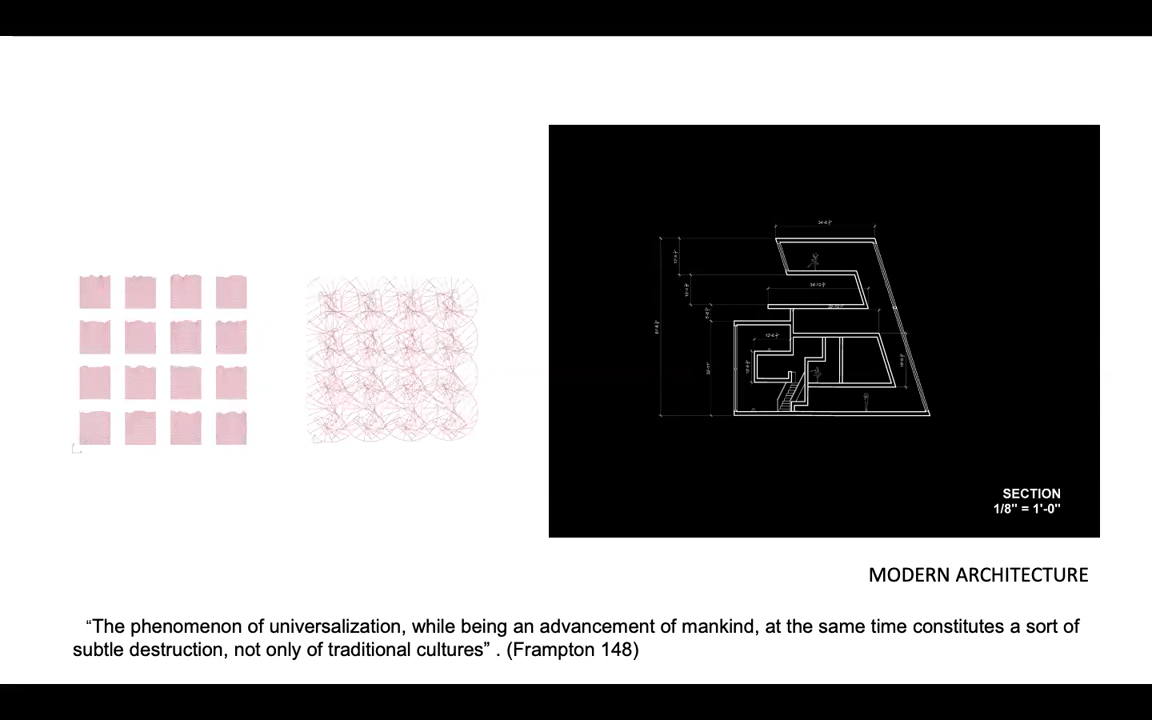 SECTION
1/8" = 1'-0"
MODERN ARCHITECTURE
“The phenomenon of universalization, while being an advancement of mankind, at the same time constitutes a sort of
subtle destruction, not only of traditional cultures” . (Frampton 148)